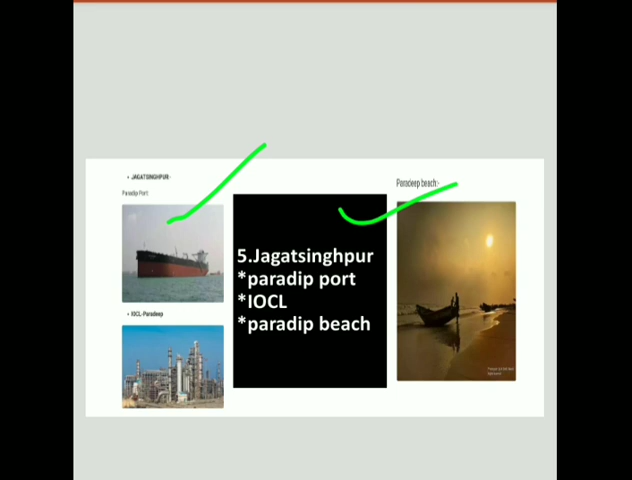 • JAGATSINGHPUR:-
Paradip Port:
• IOCL-Paradeep
5.Jagatsinghpur
*paradip port
*IOCL
*paradip beach
Paradeep beach:-